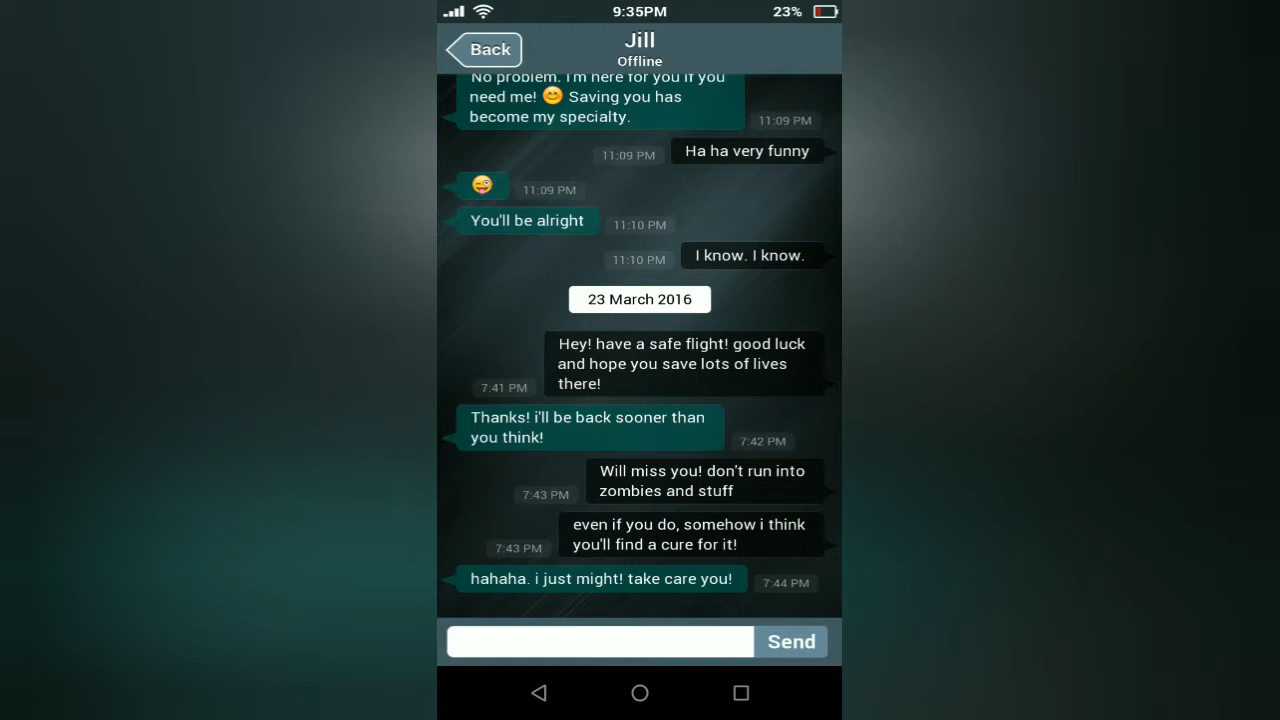 9:35PM
23%
Back
Jill
Offline
No problem. I'm here for you if you
need me! 😊 Saving you has
become my specialty.
11:09 PM
Ha ha very funny
11:09 PM
😜
11:09 PM
You'll be alright
11:10 PM
I know. I know.
11:10 PM
23 March 2016
Hey! have a safe flight! good luck
and hope you save lots of lives
there!
7:41 PM
Thanks! i'll be back sooner than
you think!
7:42 PM
Will miss you! don't run into
zombies and stuff
7:43 PM
even if you do, somehow i think
you'll find a cure for it!
7:43 PM
hahaha. i just might! take care you!
7:44 PM
Send